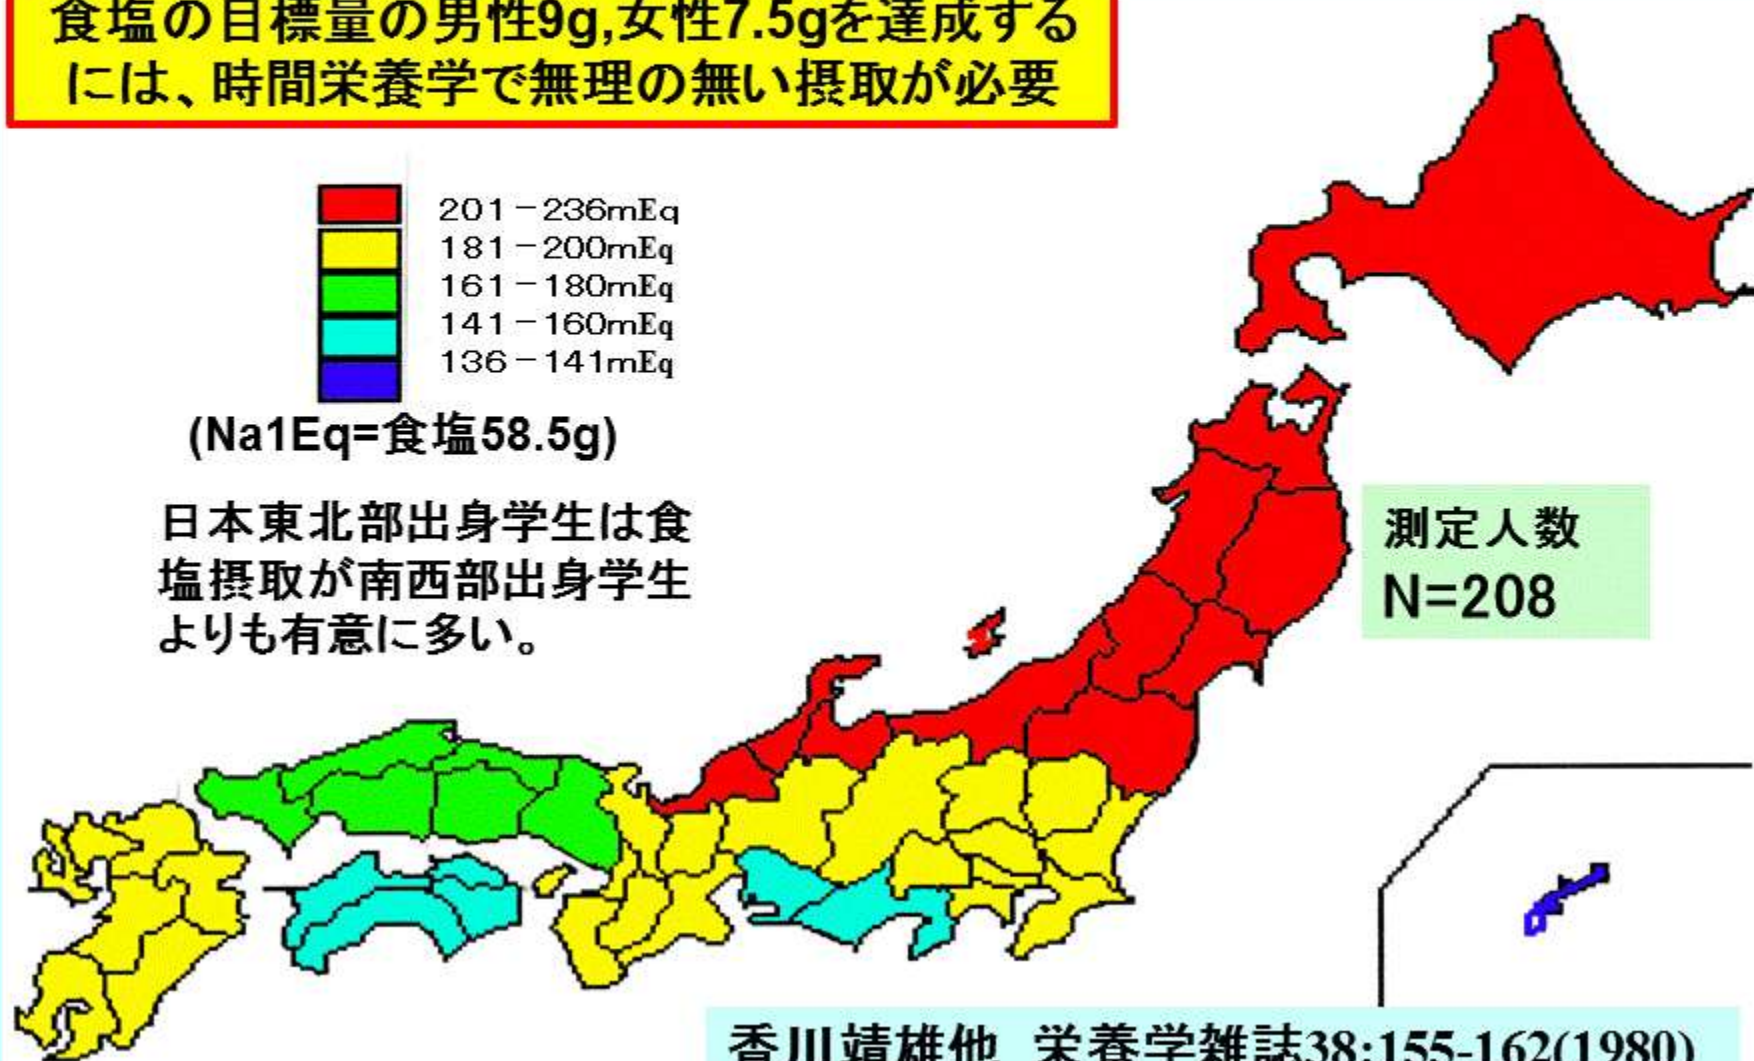 食塩の目標量の男性9g,女性7.5gを達成する
には、時間栄養学で無理の無い摂取が必要
201－236mEq
181－200mEq
161－180mEq
141－160mEq
136－141mEq
(Na1Eq=食塩58.5g)
日本東北部出身学生は食
塩摂取が南西部出身学生
よりも有意に多い。
測定人数
N=208
香川靖雄他 栄養学雑誌38:155-162(1980)